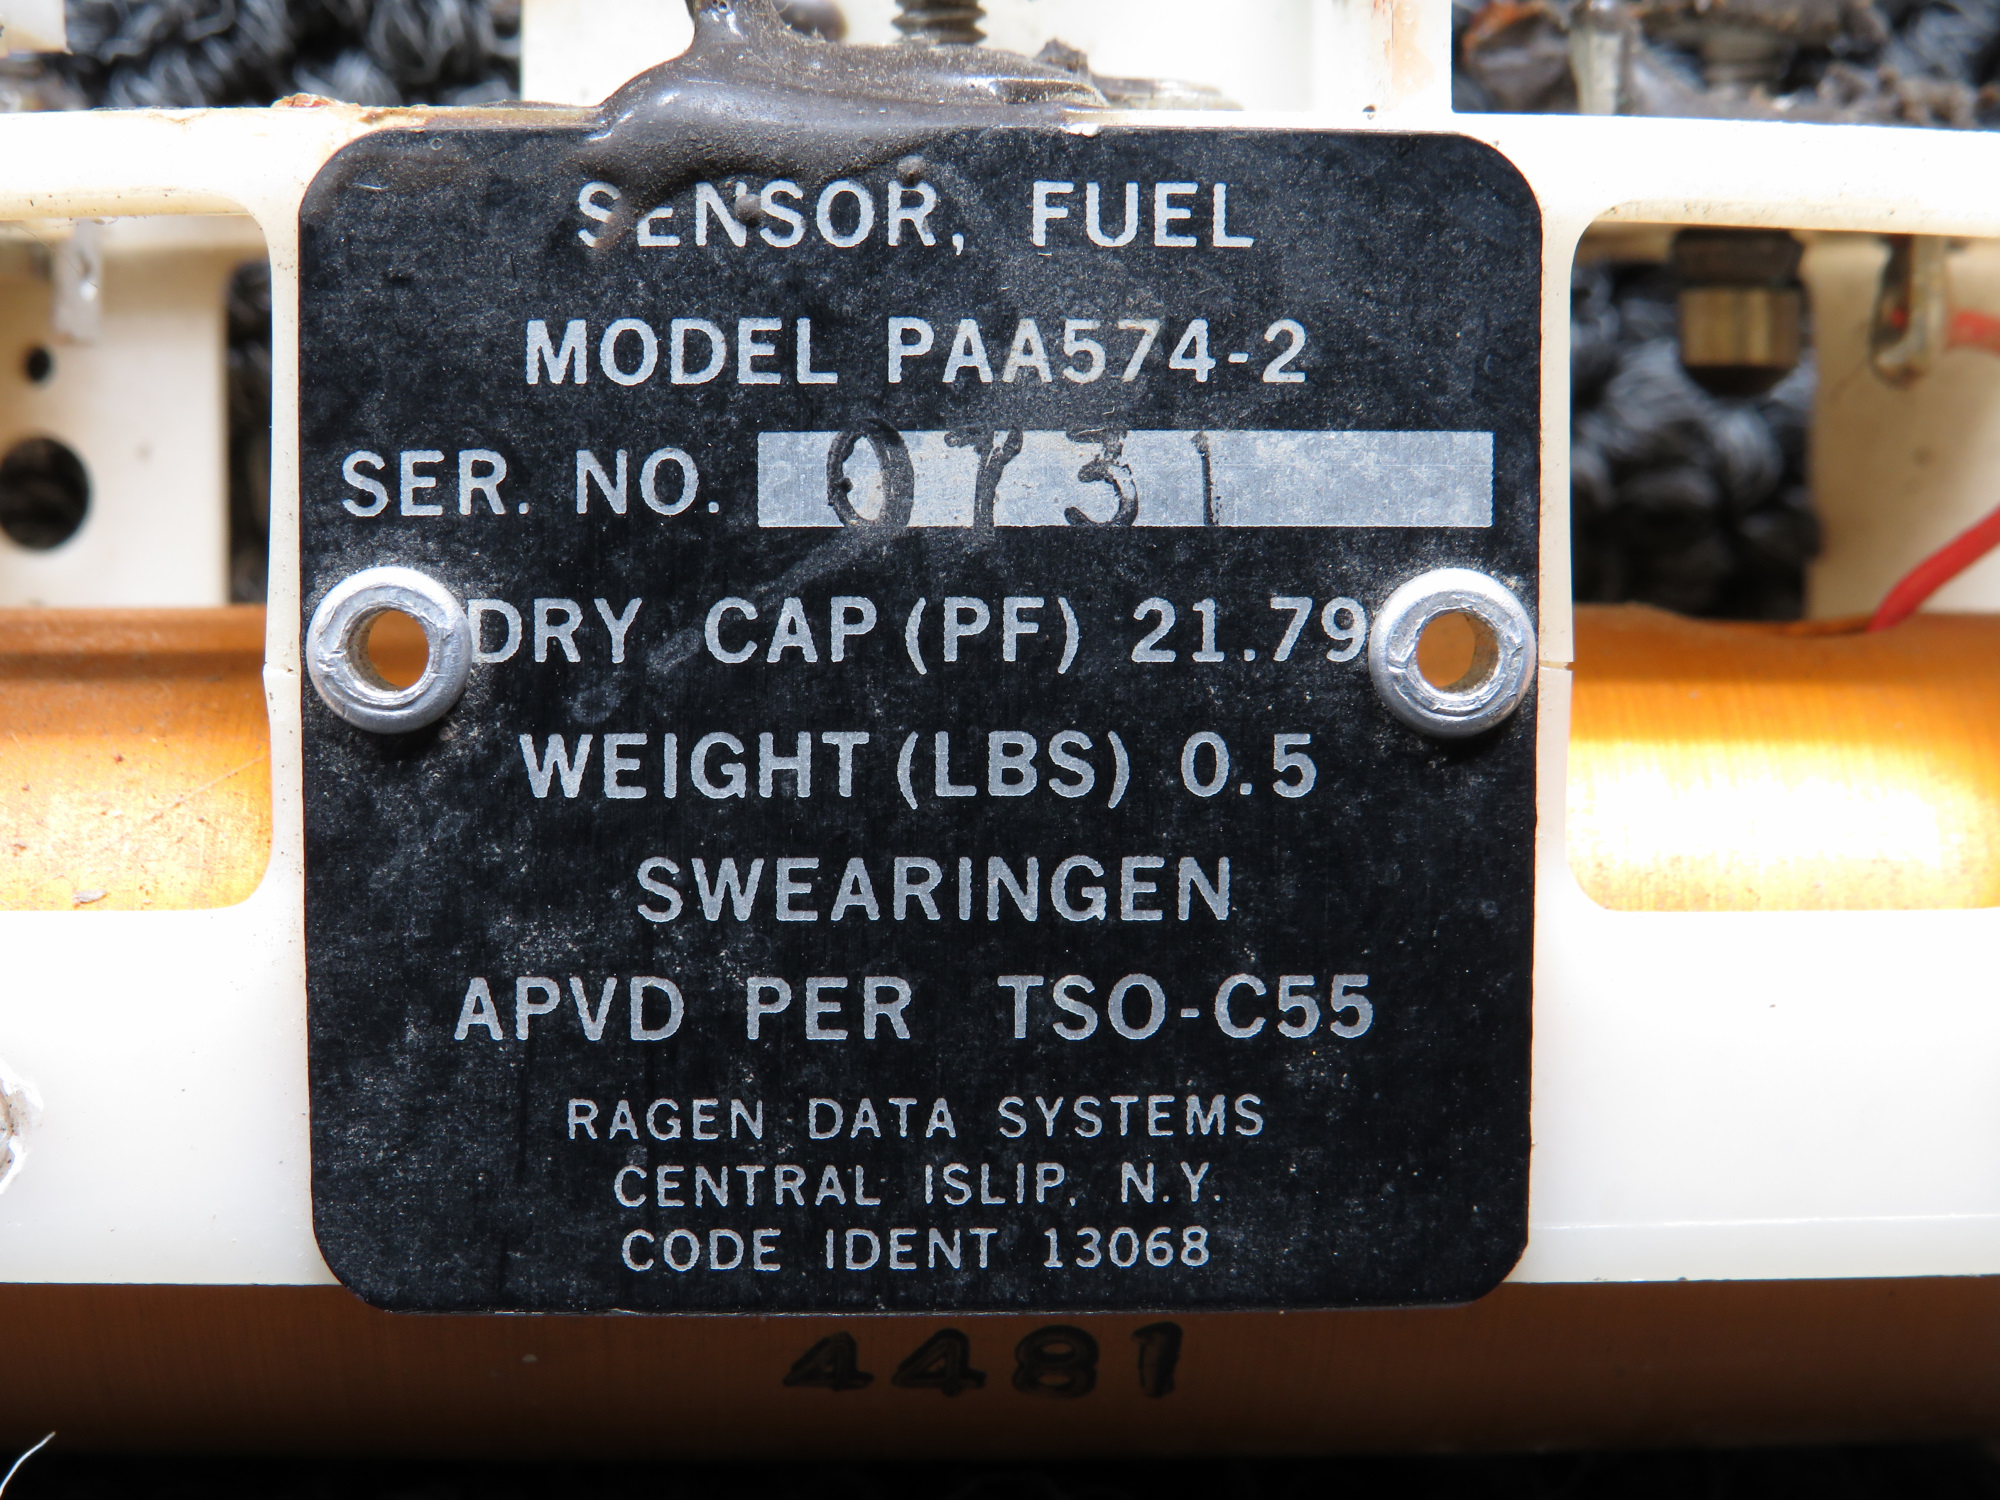 SENSOR, FUEL
MODEL PAA574-2
SER. NO. 0731
DRY CAP (PF) 21.79
WEIGHT (LBS) 0.5
SWEARINGEN
APVD PER TSO-C55
RAGEN DATA SYSTEMS
CENTRAL ISLIP, N.Y.
CODE IDENT 13068
4481